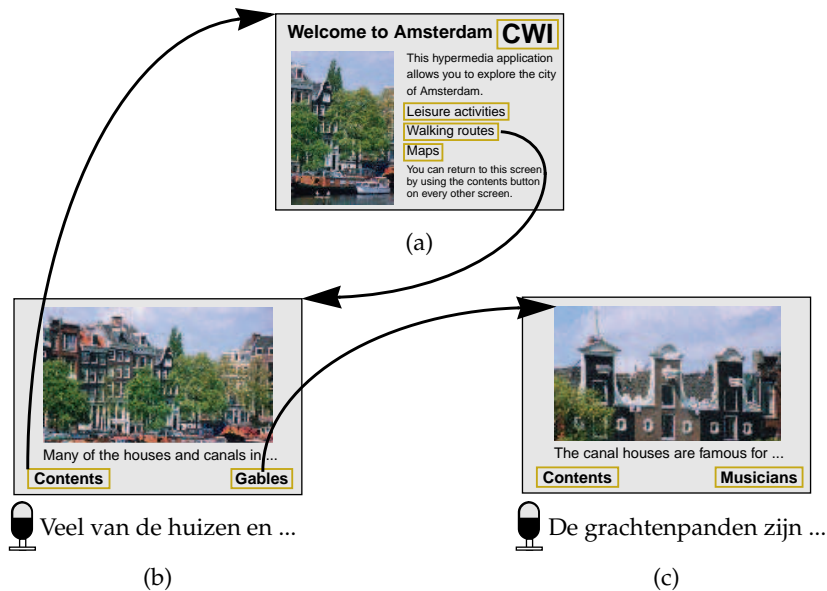 Welcome to Amsterdam CWI
This hypermedia application
allows you to explore the city
of Amsterdam.
Leisure activities
Walking routes
Maps
You can return to this screen
by using the contents button
on every other screen.
(a)
Many of the houses and canals in ...
Contents Gables
Veel van de huizen en ...
(b)
The canal houses are famous for ...
Contents Musicians
De grachtenpanden zijn ...
(c)